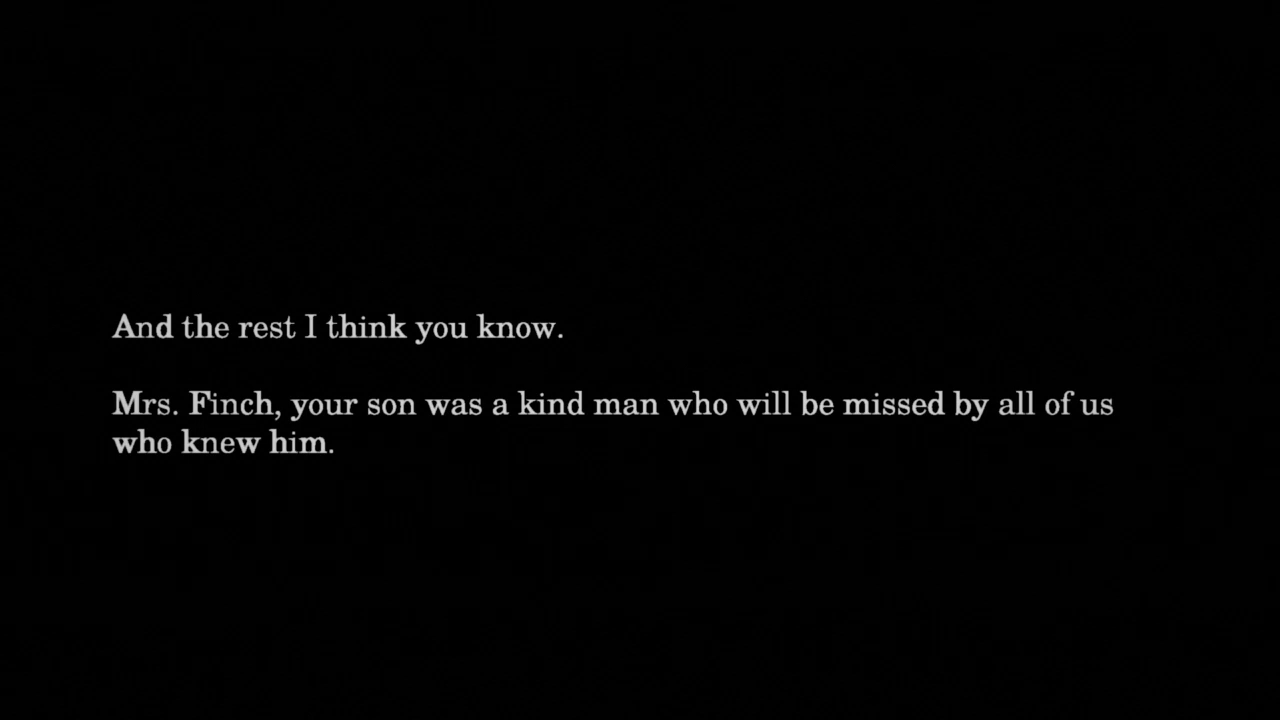 And the rest I think you know.
Mrs. Finch, your son was a kind man who will be missed by all of us
who knew him.